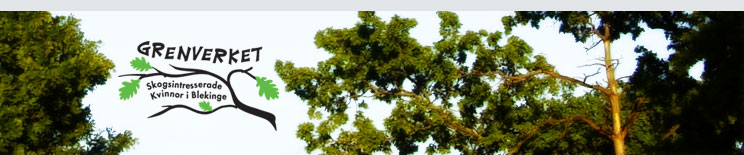 GRENVERKET
Skogsintresserade
Kvinnor i Blekinge